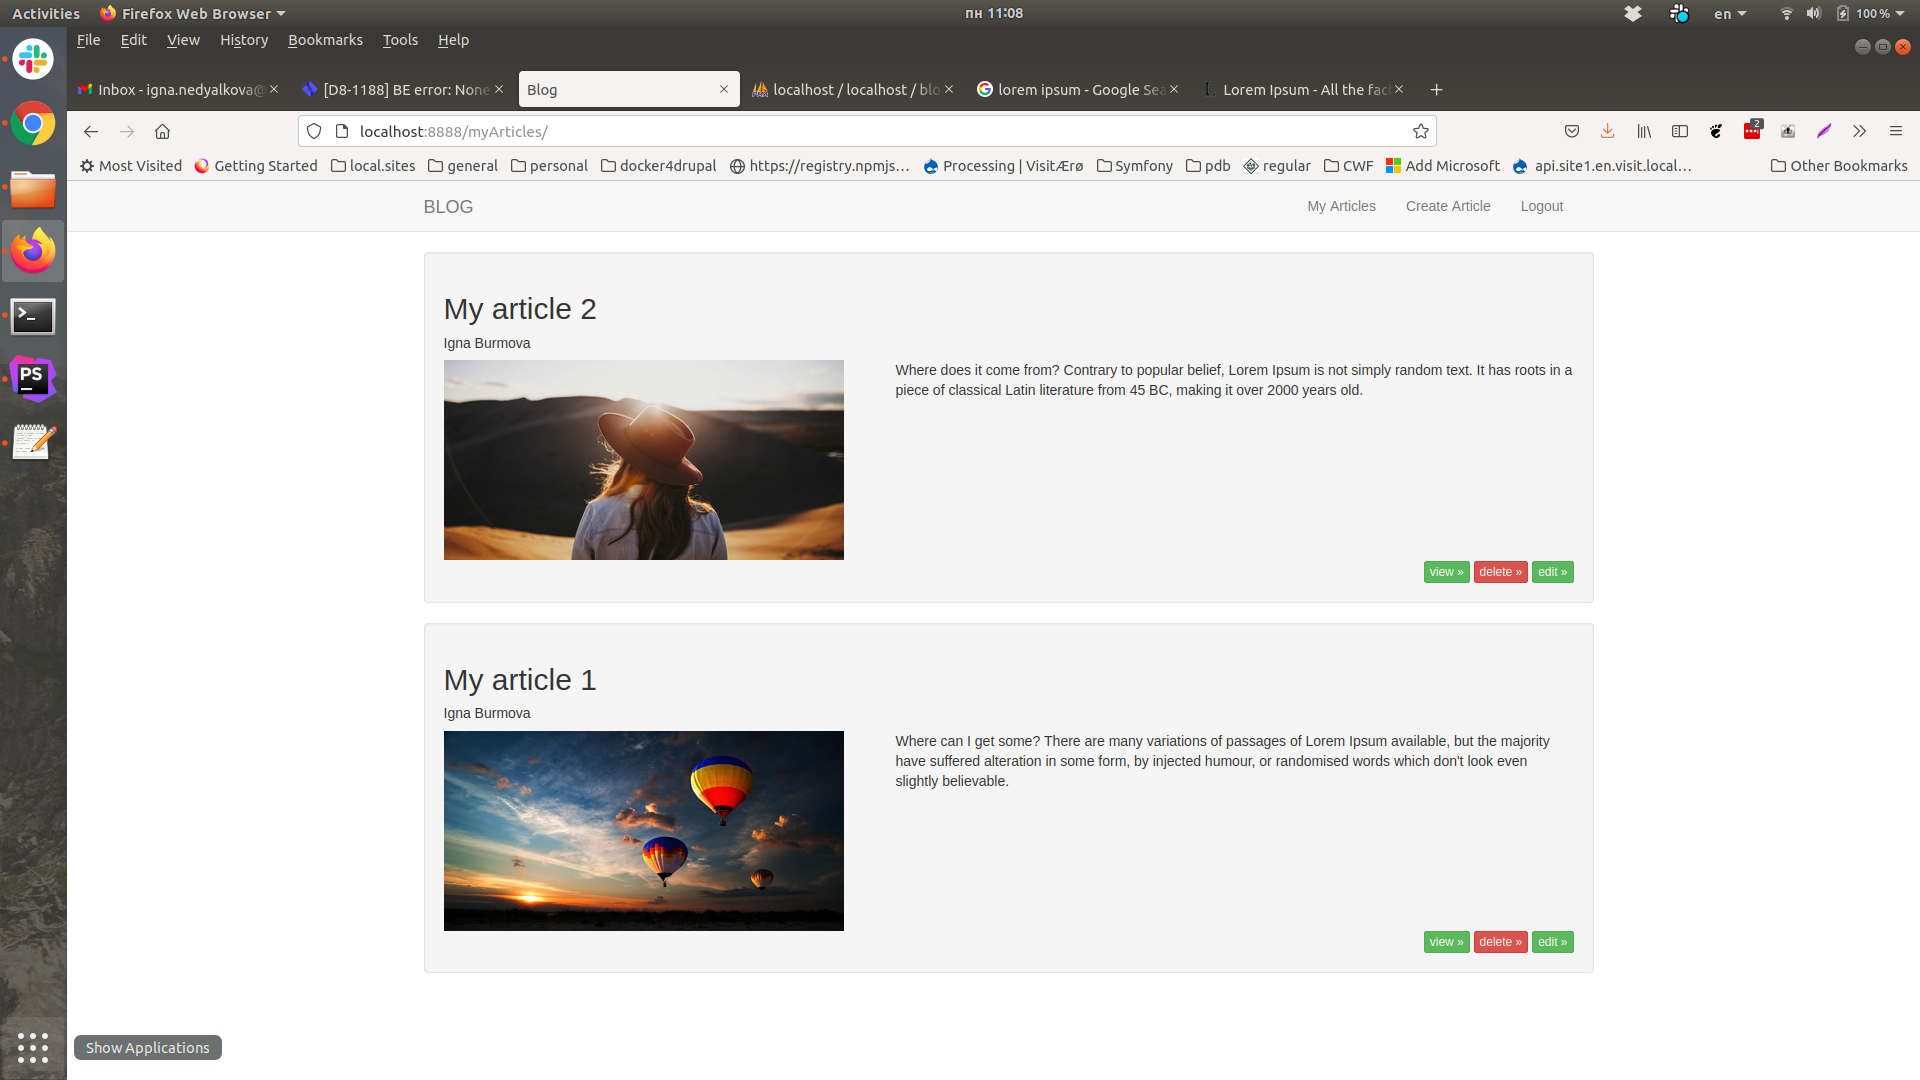 Activities Firefox Web Browser пн 11:08 en 100 %
File Edit View History Bookmarks Tools Help
Inbox - igna.nedyalkova@ [D8-1188] BE error: None Blog localhost / localhost / blo lorem ipsum - Google Sea Lorem Ipsum - All the fac
localhost:8888/myArticles/ 2
Most Visited Getting Started local.sites general personal docker4drupal https://registry.npmjs… Processing | VisitÆrø Symfony pdb regular CWF Add Microsoft api.site1.en.visit.local… Other Bookmarks
BLOG My Articles Create Article Logout
My article 2
Igna Burmova
Where does it come from? Contrary to popular belief, Lorem Ipsum is not simply random text. It has roots in a
piece of classical Latin literature from 45 BC, making it over 2000 years old.
view » delete » edit »
PS
My article 1
Igna Burmova
Where can I get some? There are many variations of passages of Lorem Ipsum available, but the majority
have suffered alteration in some form, by injected humour, or randomised words which don't look even
slightly believable.
view » delete » edit »
Show Applications